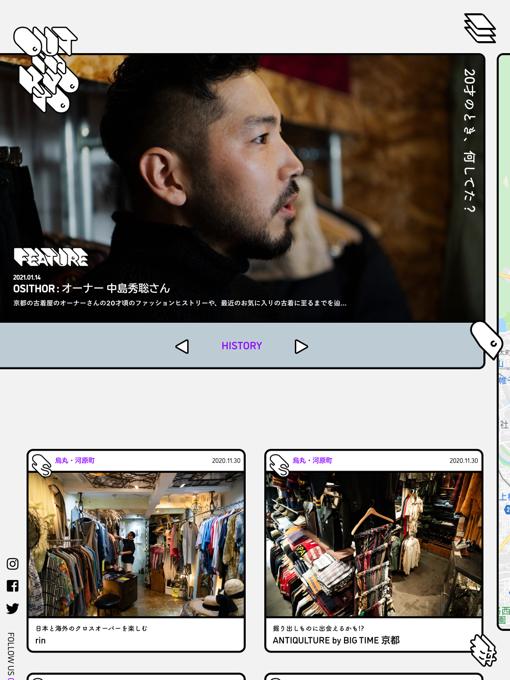 OUT
IN
KYO
TO
20才のとき、何してた？
FEATURE
2021.01.14
OSITHOR : オーナー 中島秀聡さん
京都の古着屋のオーナーさんの20才頃のファッションヒストリーや、最近のお気に入りの古着に至るまでを辿...
HISTORY
烏丸・河原町
2020.11.30
日本と海外のクロスオーバーを楽しむ
rin
烏丸・河原町
2020.11.30
掘り出しものに出会えるかも!?
ANTIQULTURE by BIG TIME 京都
FOLLOW US